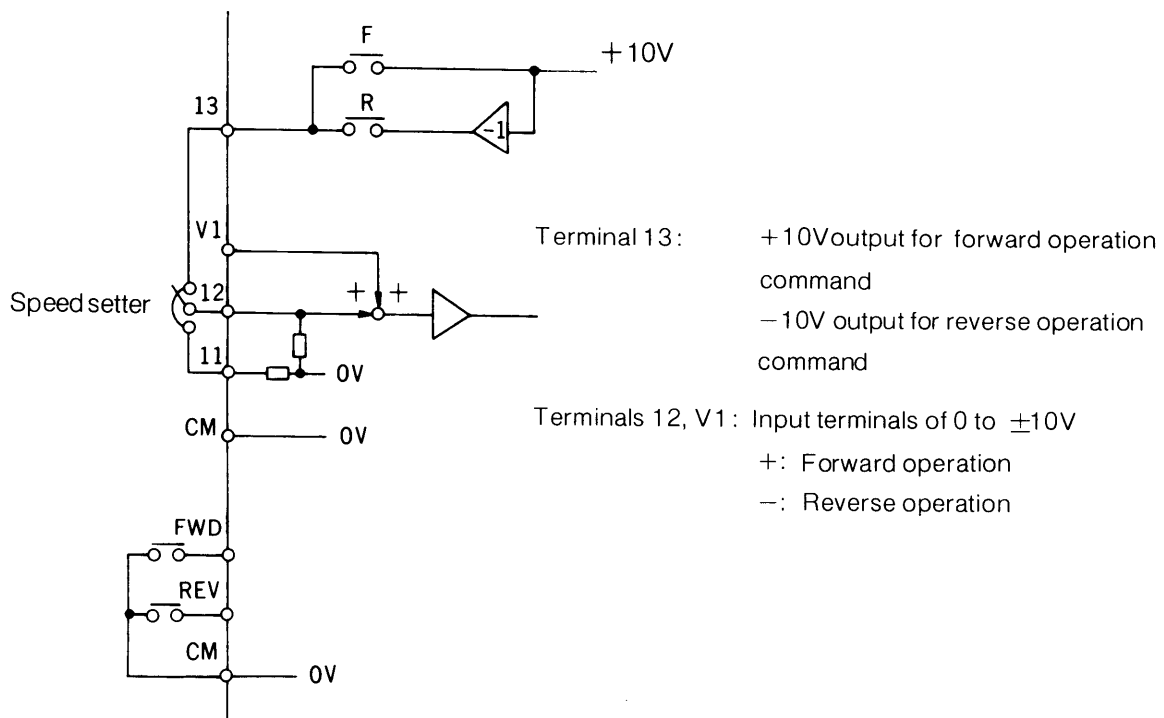 F
+10V
R
13
-1
V1
Terminal 13: +10Voutput for forward operation
command
+ +
Speed setter
12
−10V output for reverse operation
command
11
0V
Terminals 12, V1: Input terminals of 0 to ±10V
CM
0V
+: Forward operation
−: Reverse operation
FWD
REV
CM
0V